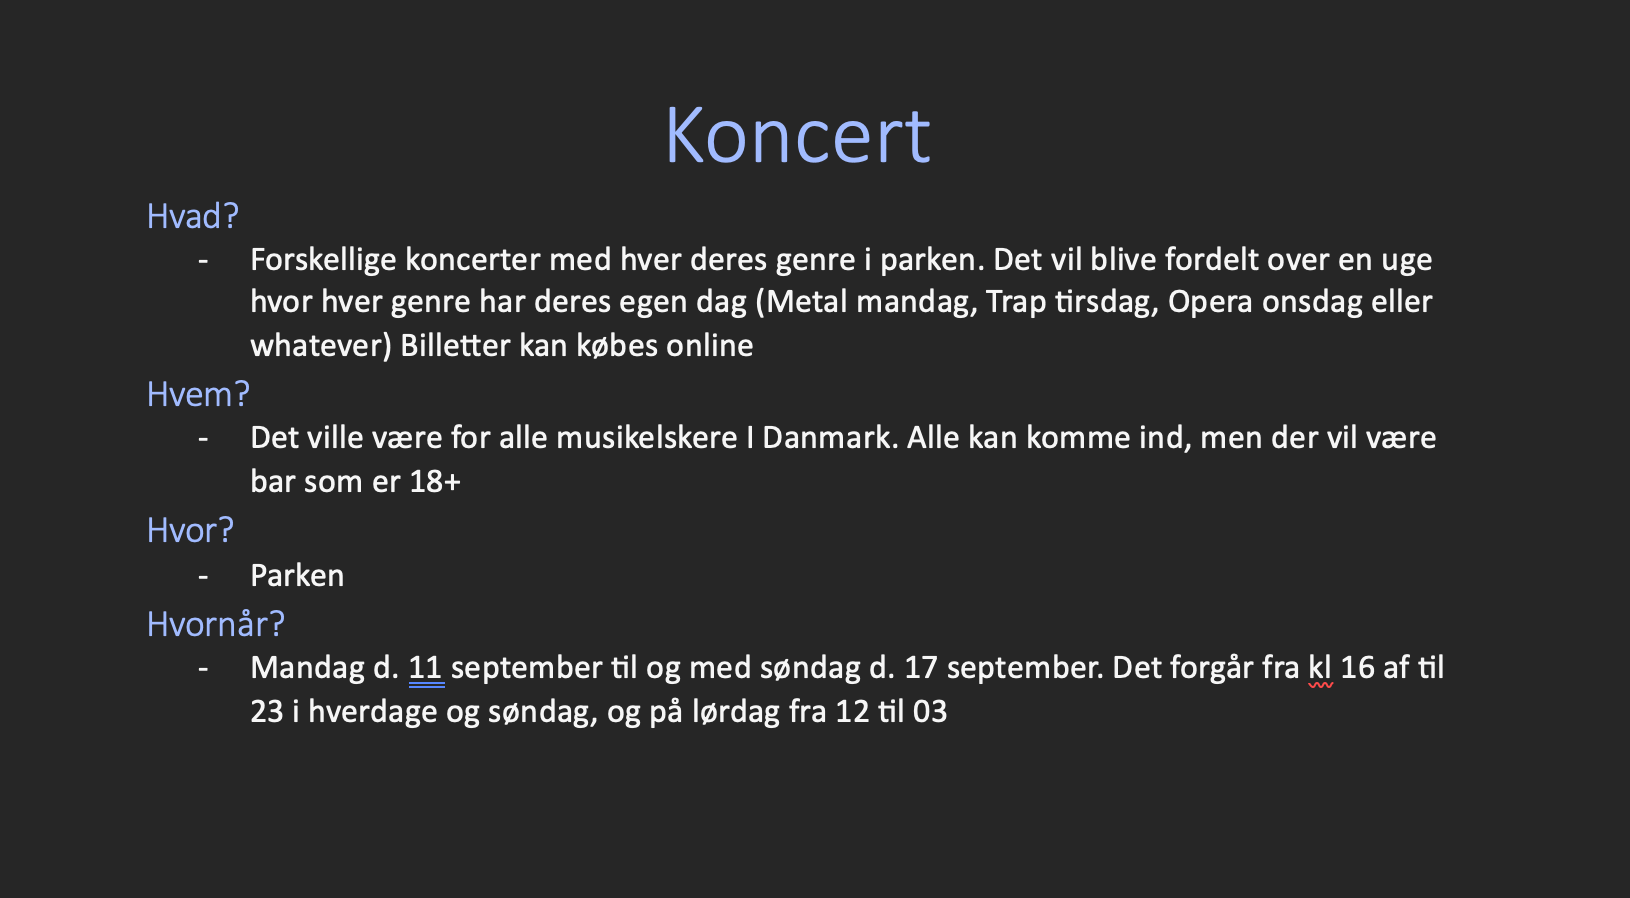 Koncert
Hvad?
- Forskellige koncerter med hver deres genre i parken. Det vil blive fordelt over en uge
hvor hver genre har deres egen dag (Metal mandag, Trap tirsdag, Opera onsdag eller
whatever) Billetter kan købes online
Hvem?
- Det ville være for alle musikelskere I Danmark. Alle kan komme ind, men der vil være
bar som er 18+
Hvor?
- Parken
Hvornår?
- Mandag d. 11 september til og med søndag d. 17 september. Det forgår fra kl 16 af til
23 i hverdage og søndag, og på lørdag fra 12 til 03